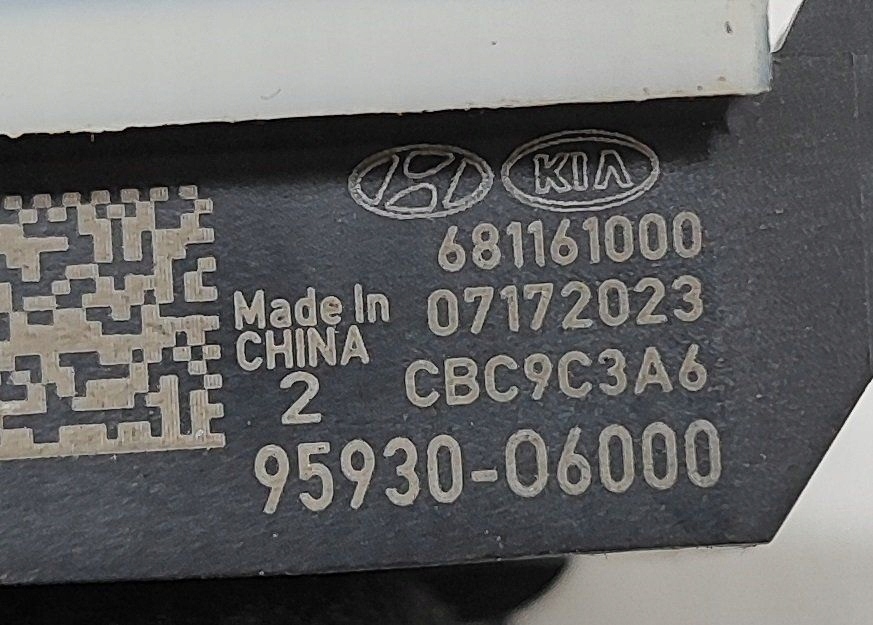 KIA
681161000
Made In 07172023
CHINA
2 CBC9C3A6
95930-06000